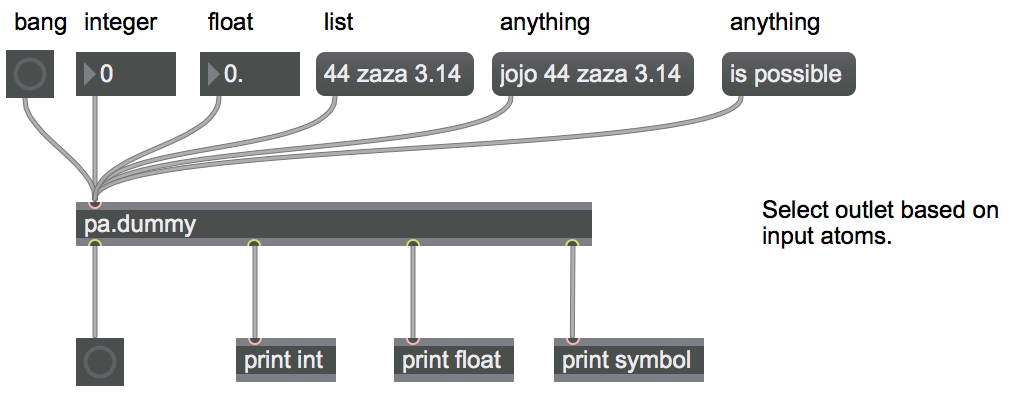 bang
integer
float
list
anything
anything
0
0.
44 zaza 3.14
jojo 44 zaza 3.14
is possible
pa.dummy
Select outlet based on
input atoms.
print int
print float
print symbol